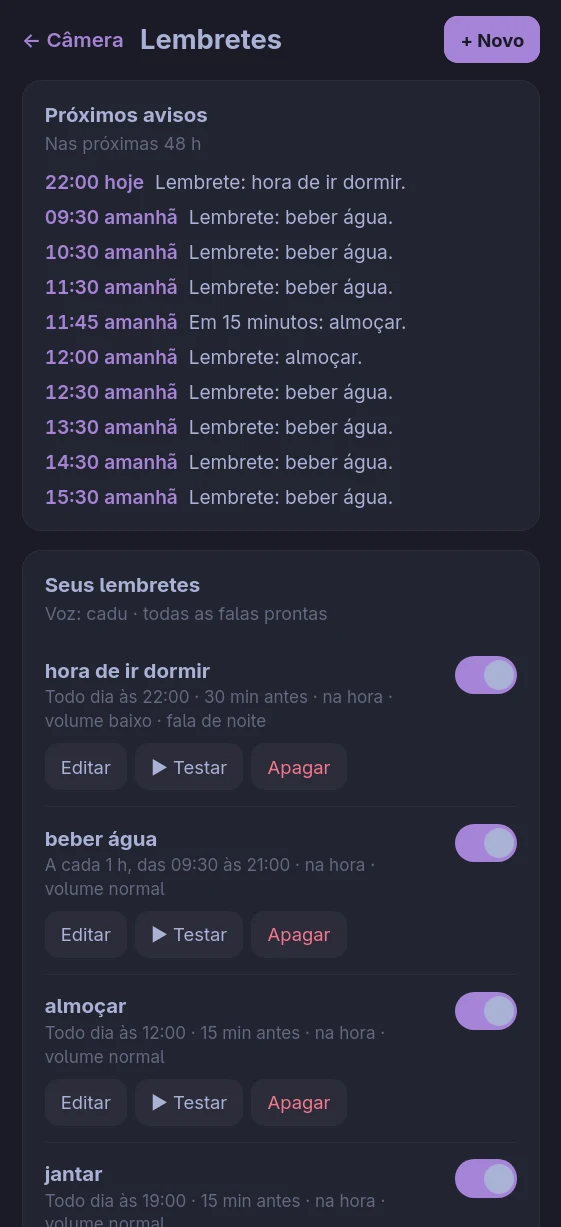 ← Câmera Lembretes + Novo
Próximos avisos
Nas próximas 48 h
22:00 hoje Lembrete: hora de ir dormir.
09:30 amanhã Lembrete: beber água.
10:30 amanhã Lembrete: beber água.
11:30 amanhã Lembrete: beber água.
11:45 amanhã Em 15 minutos: almoçar.
12:00 amanhã Lembrete: almoçar.
12:30 amanhã Lembrete: beber água.
13:30 amanhã Lembrete: beber água.
14:30 amanhã Lembrete: beber água.
15:30 amanhã Lembrete: beber água.
Seus lembretes
Voz: cadu · todas as falas prontas
hora de ir dormir
Todo dia às 22:00 · 30 min antes · na hora ·
volume baixo · fala de noite
Editar ▶ Testar Apagar
beber água
A cada 1 h, das 09:30 às 21:00 · na hora ·
volume normal
Editar ▶ Testar Apagar
almoçar
Todo dia às 12:00 · 15 min antes · na hora ·
volume normal
Editar ▶ Testar Apagar
jantar
Todo dia às 19:00 · 15 min antes · na hora ·
volume normal